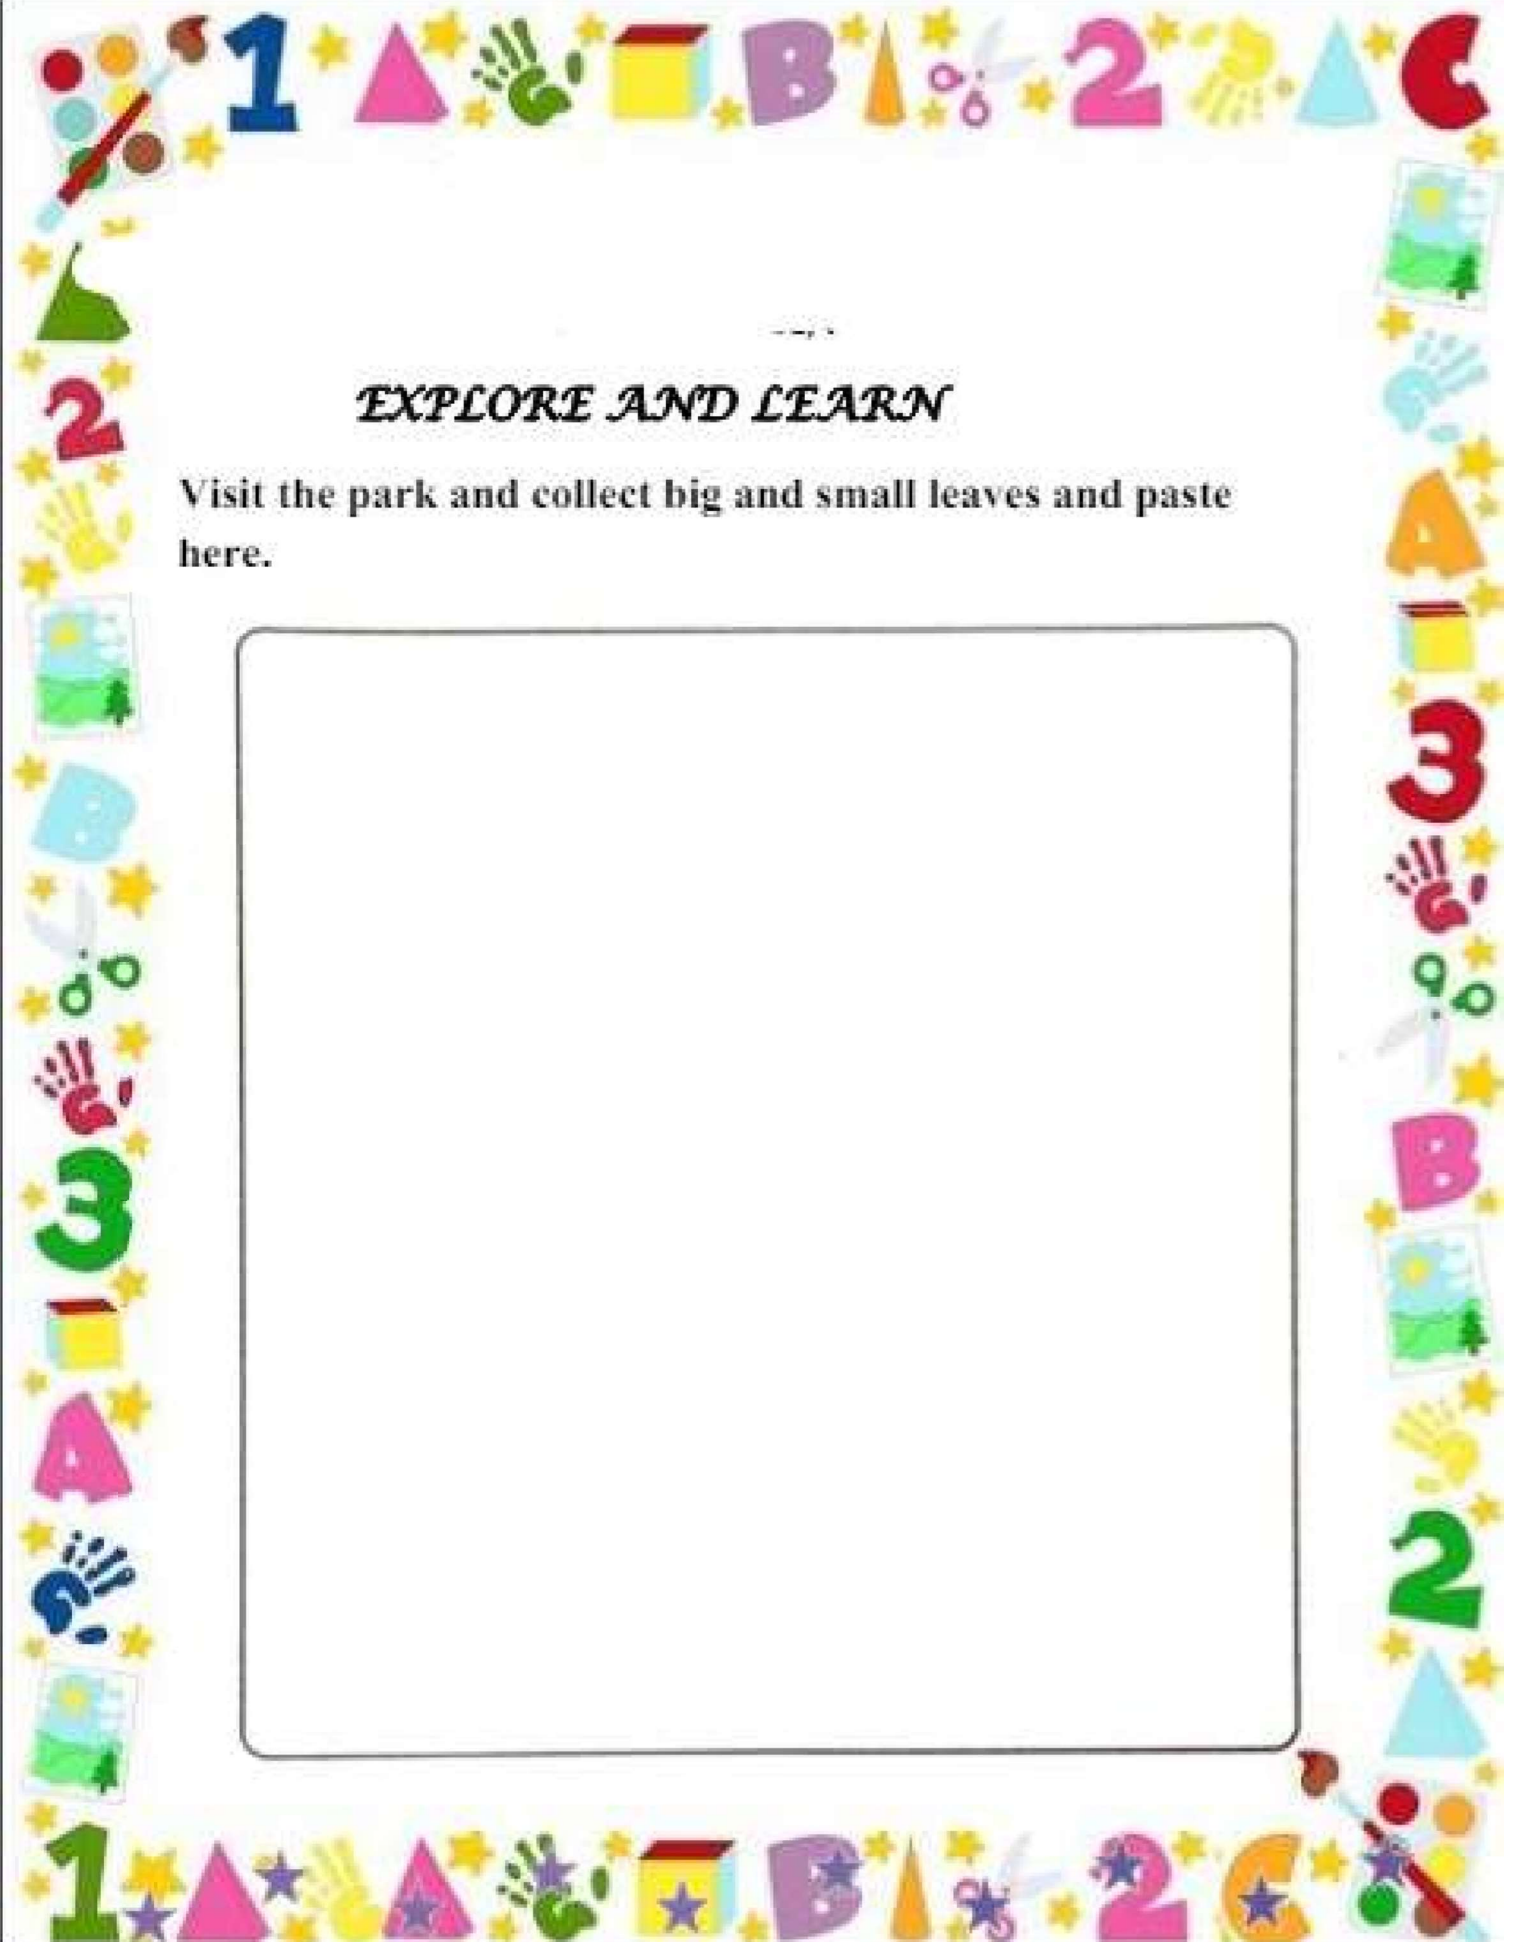 EXPLORE AND LEARN
Visit the park and collect big and small leaves and paste
here.